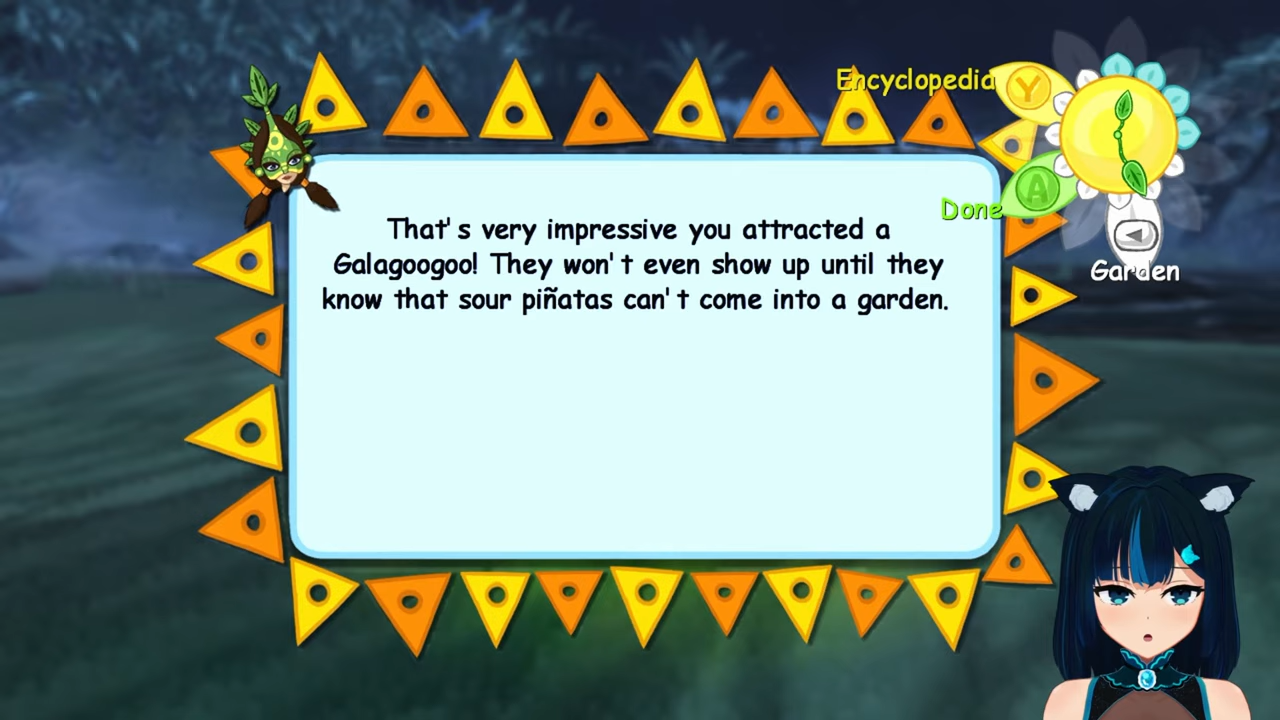 Encyclopedia
Y
A
Done
Garden
That's very impressive you attracted a
Galagoogoo! They won't even show up until they
know that sour piñatas can't come into a garden.